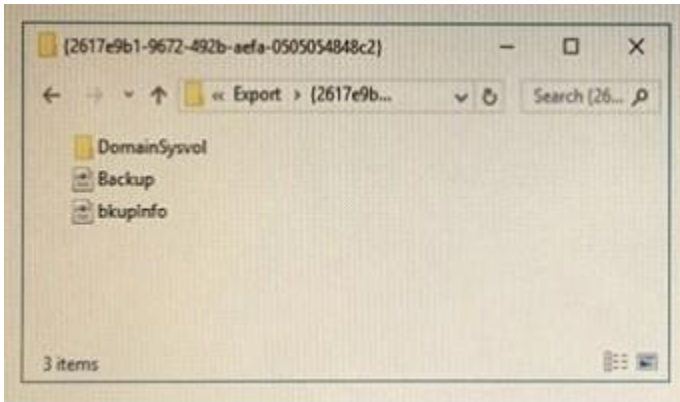 {2617e9b1-9672-492b-aefa-0505054848c2}
« Export › {2617e9b...
Search {26...
DomainSysvol
Backup
bkupinfo
3 items